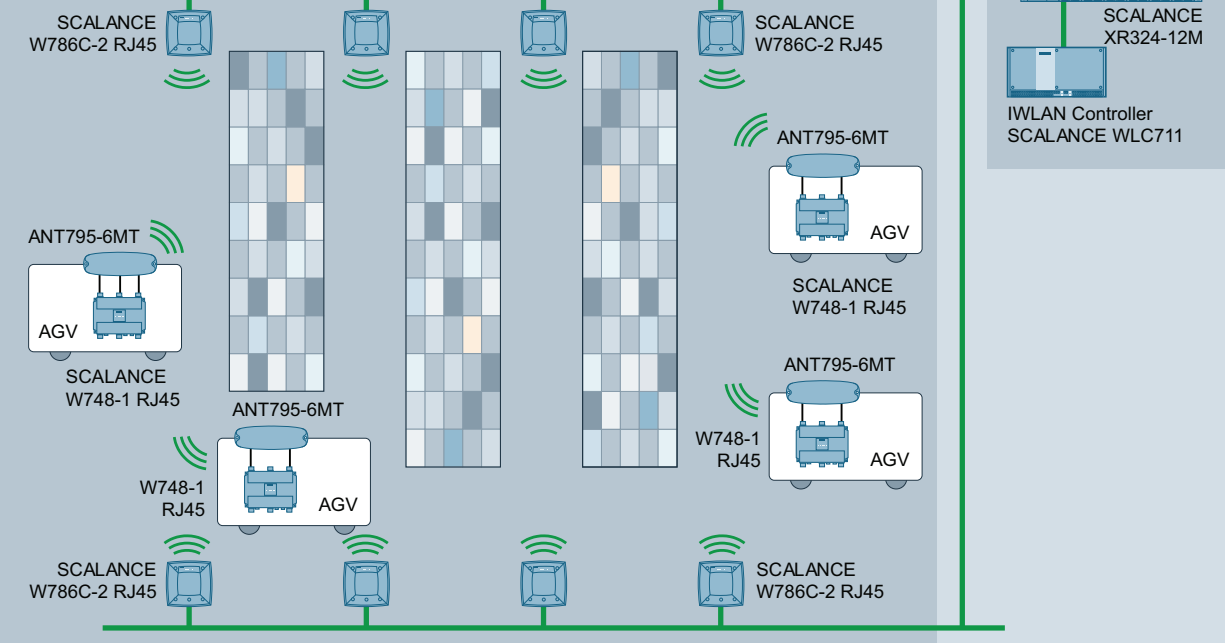 SCALANCE
W786C-2 RJ45
SCALANCE
W786C-2 RJ45
SCALANCE
XR324-12M
IWLAN Controller
SCALANCE WLC711
ANT795-6MT
AGV
SCALANCE
W748-1 RJ45
ANT795-6MT
AGV
SCALANCE
W748-1 RJ45
ANT795-6MT
W748-1
RJ45
AGV
ANT795-6MT
W748-1
RJ45
AGV
SCALANCE
W786C-2 RJ45
SCALANCE
W786C-2 RJ45